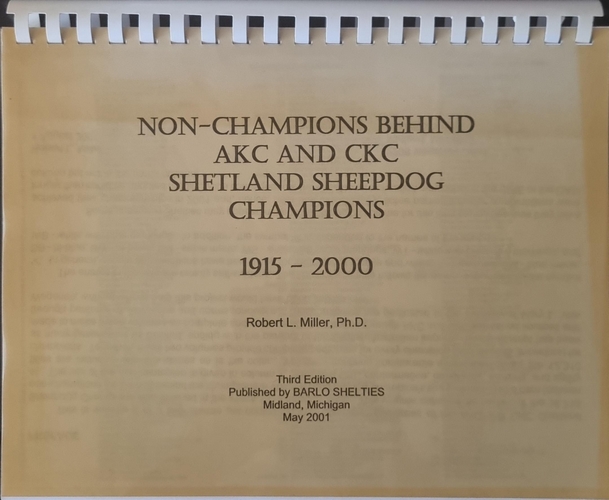 NON-CHAMPIONS BEHIND
AKC AND CKC
SHETLAND SHEEPDOG
CHAMPIONS
1915 - 2000
Robert L. Miller, Ph.D.
Third Edition
Published by BARLO SHELTIES
Midland, Michigan
May 2001